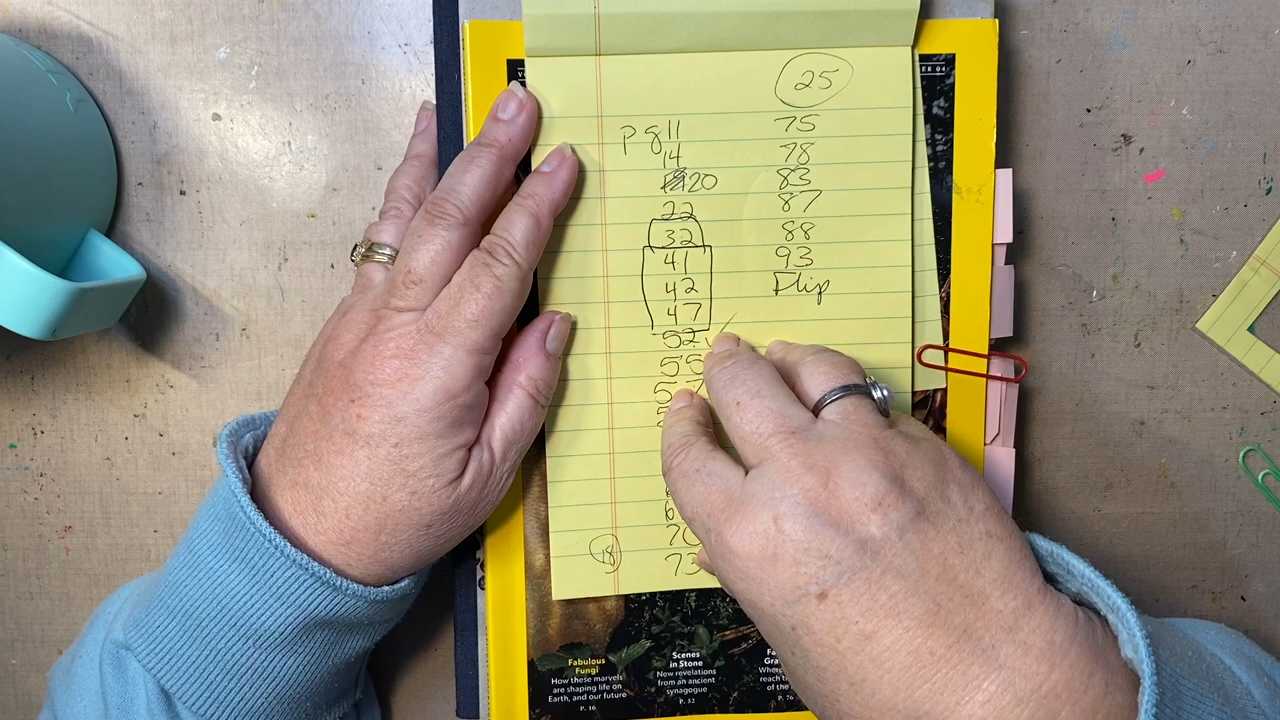 25
pg 11
14
20
22
32
41
42
47
52
55
57
70
73
18
75
78
83
87
88
93
Flip
Fabulous
Fungi
How these marvels
are shaping life on
Earth, and our future
P. 16
Scenes
in Stone
New revelations
from an ancient
synagogue
P. 52
P. 76